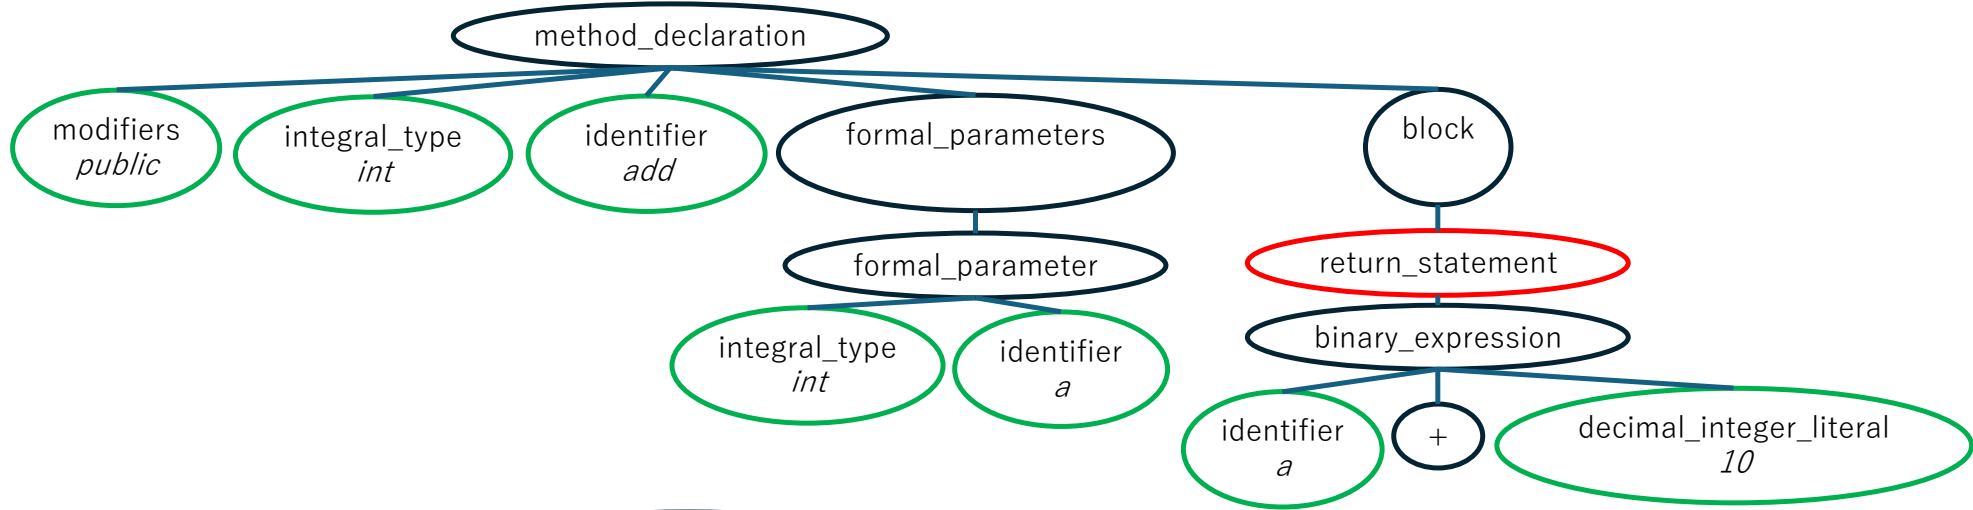 method_declaration
modifiers
public
integral_type
int
identifier
add
formal_parameters
block
formal_parameter
return_statement
integral_type
int
identifier
a
binary_expression
identifier
a
+
decimal_integer_literal
10